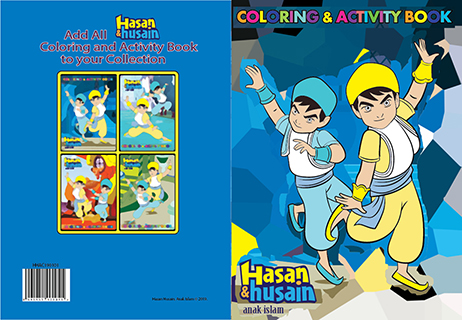 Add All Hasan
& husain
Coloring and Activity Book
to your Collection
COLORING & ACTIVITY BOOK
Hasan
& husain
anak islam